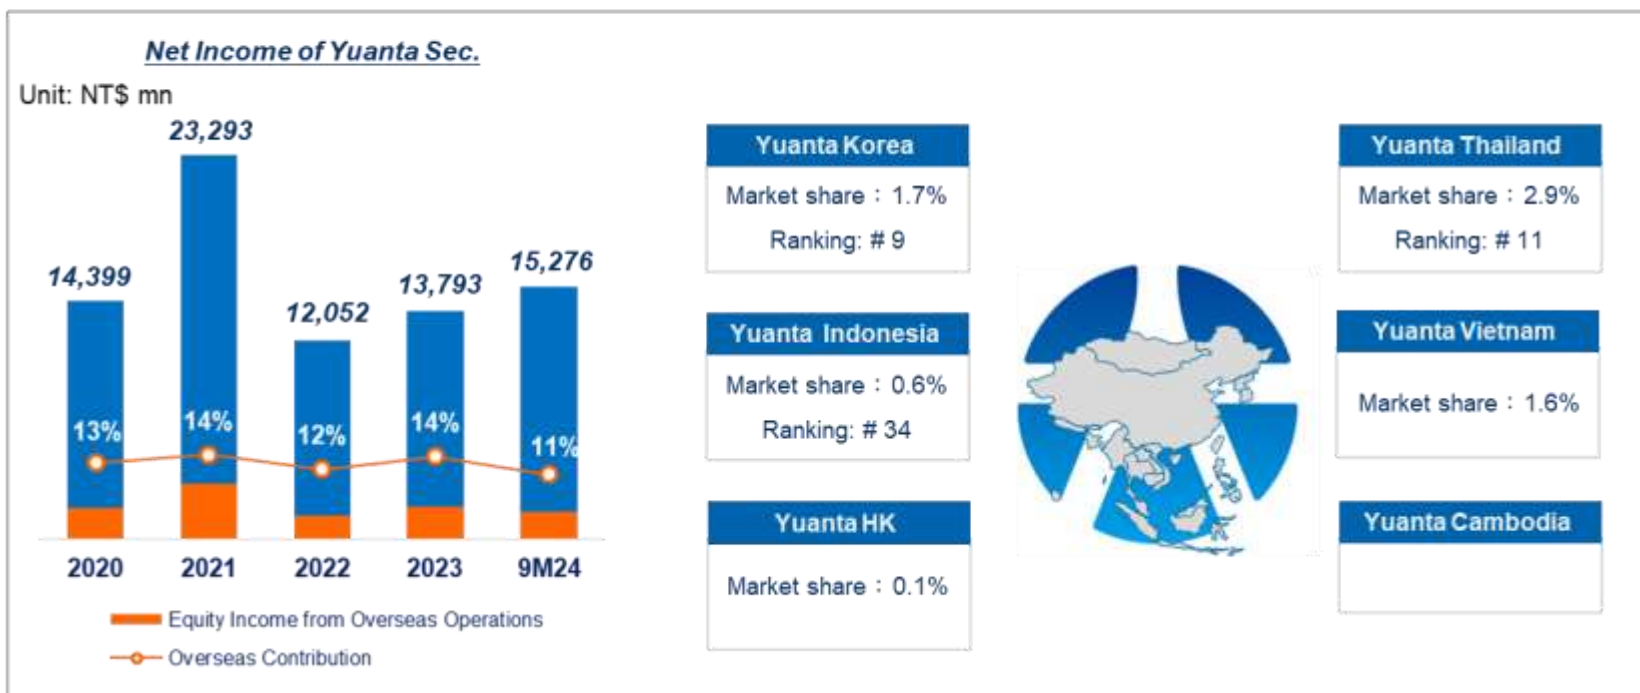 Net Income of Yuanta Sec.
Unit: NT$ mn
14,399
23,293
12,052
13,793
15,276
13%
14%
12%
14%
11%
2020
2021
2022
2023
9M24
Equity Income from Overseas Operations
Overseas Contribution
Yuanta Korea
Market share：1.7%
Ranking: # 9
Yuanta Indonesia
Market share：0.6%
Ranking: # 34
Yuanta HK
Market share：0.1%
Yuanta Thailand
Market share：2.9%
Ranking: # 11
Yuanta Vietnam
Market share：1.6%
Yuanta Cambodia